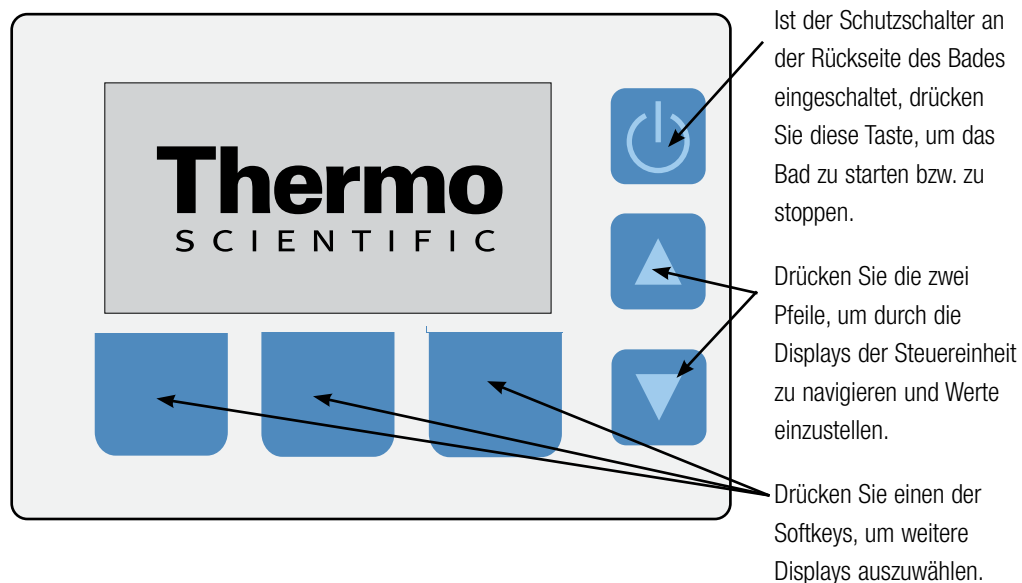 Thermo
SCIENTIFIC
Ist der Schutzschalter an
der Rückseite des Bades
eingeschaltet, drücken
Sie diese Taste, um das
Bad zu starten bzw. zu
stoppen.
Drücken Sie die zwei
Pfeile, um durch die
Displays der Steuereinheit
zu navigieren und Werte
einzustellen.
Drücken Sie einen der
Softkeys, um weitere
Displays auszuwählen.